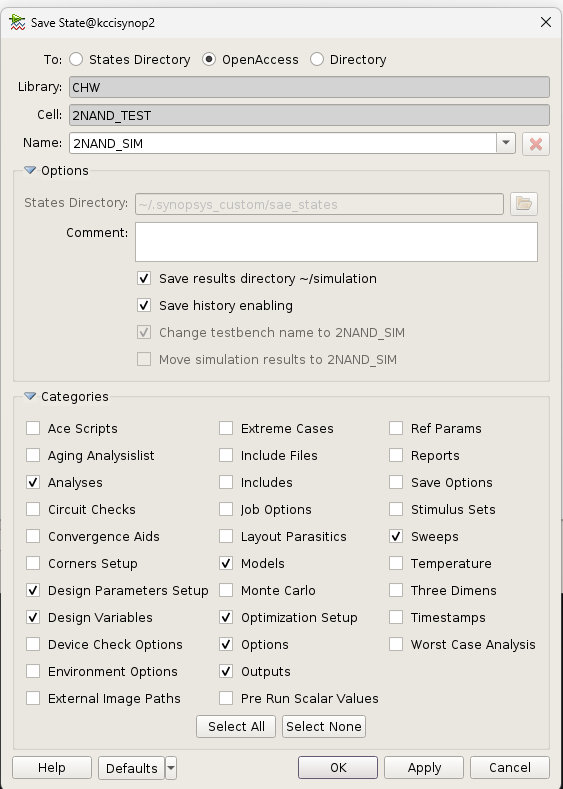 Save State@kccisynop2
To: States Directory OpenAccess Directory
Library: CHW
Cell: 2NAND_TEST
Name: 2NAND_SIM
Options
States Directory: ~/.synopsys_custom/sae_states
Comment:
Save results directory ~/simulation
Save history enabling
Change testbench name to 2NAND_SIM
Move simulation results to 2NAND_SIM
Categories
Ace Scripts Extreme Cases Ref Params
Aging Analysislist Include Files Reports
Analyses Includes Save Options
Circuit Checks Job Options Stimulus Sets
Convergence Aids Layout Parasitics Sweeps
Corners Setup Models Temperature
Design Parameters Setup Monte Carlo Three Dimens
Design Variables Optimization Setup Timestamps
Device Check Options Options Worst Case Analysis
Environment Options Outputs
External Image Paths Pre Run Scalar Values
Select All Select None
Help Defaults OK Apply Cancel